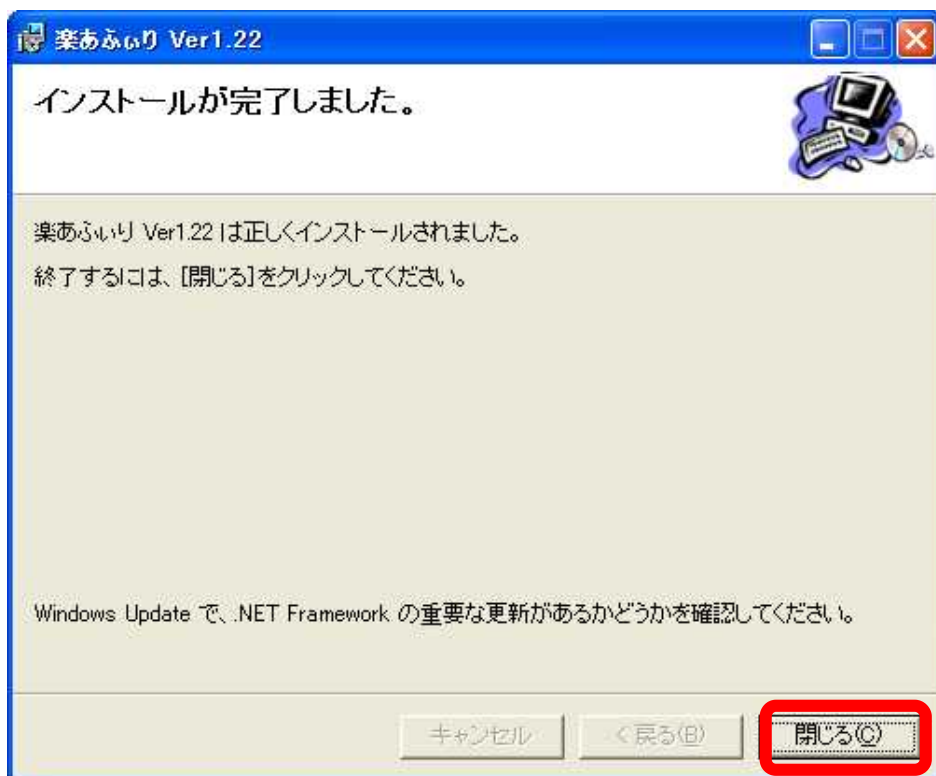 楽あふぃり Ver1.22
インストールが完了しました。
楽あふぃり Ver1.22 は正しくインストールされました。
終了するには、[閉じる]をクリックしてください。
Windows Update で、.NET Framework の重要な更新があるかどうかを確認してください。
キャンセル
< 戻る(B)
閉じる(C)